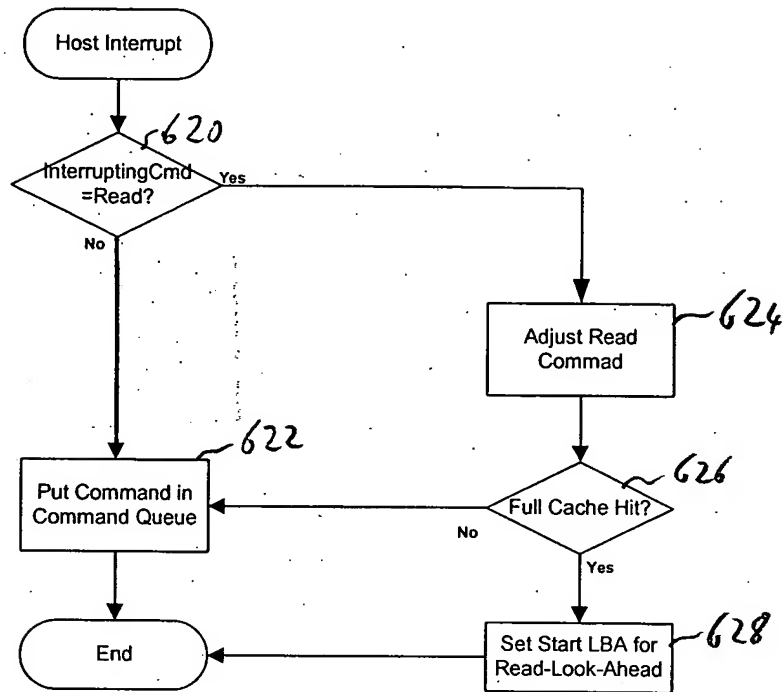 Host Interrupt
620
InterruptingCmd
=Read?
Yes
No
624
Adjust Read
Commad
622
626
Put Command in
Command Queue
Full Cache Hit?
No
Yes
628
End
Set Start LBA for
Read-Look-Ahead